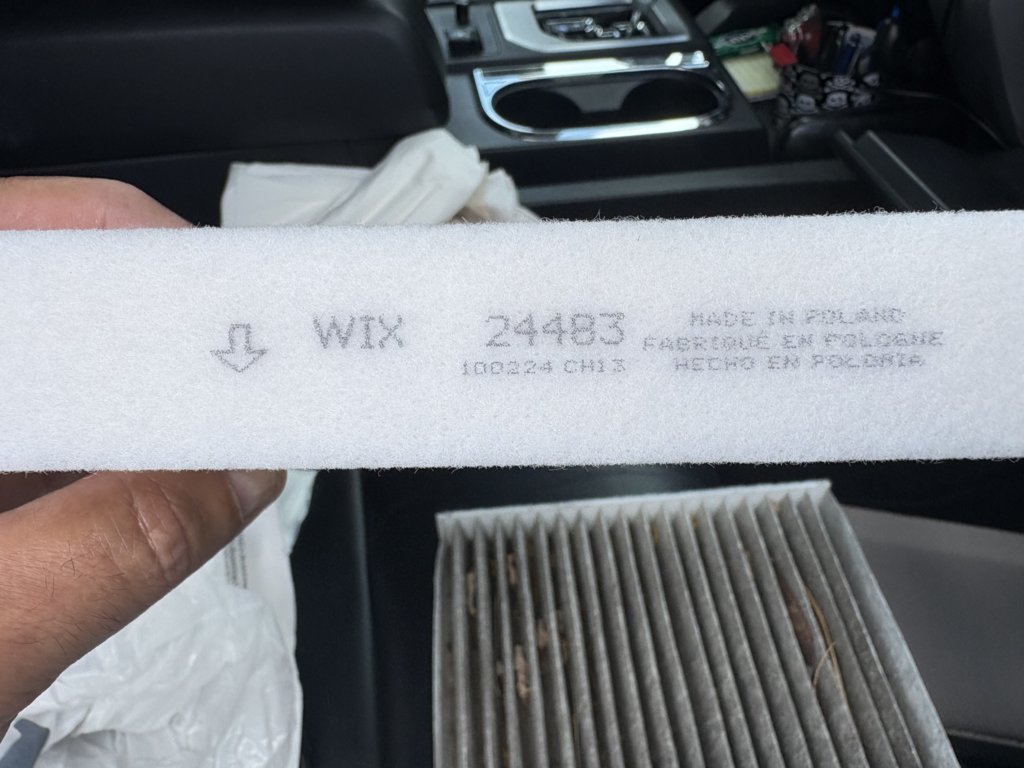 WIX
24483
100224 CH13
MADE IN POLAND
FABRIQUÉ EN POLOGNE
HECHO EN POLONIA